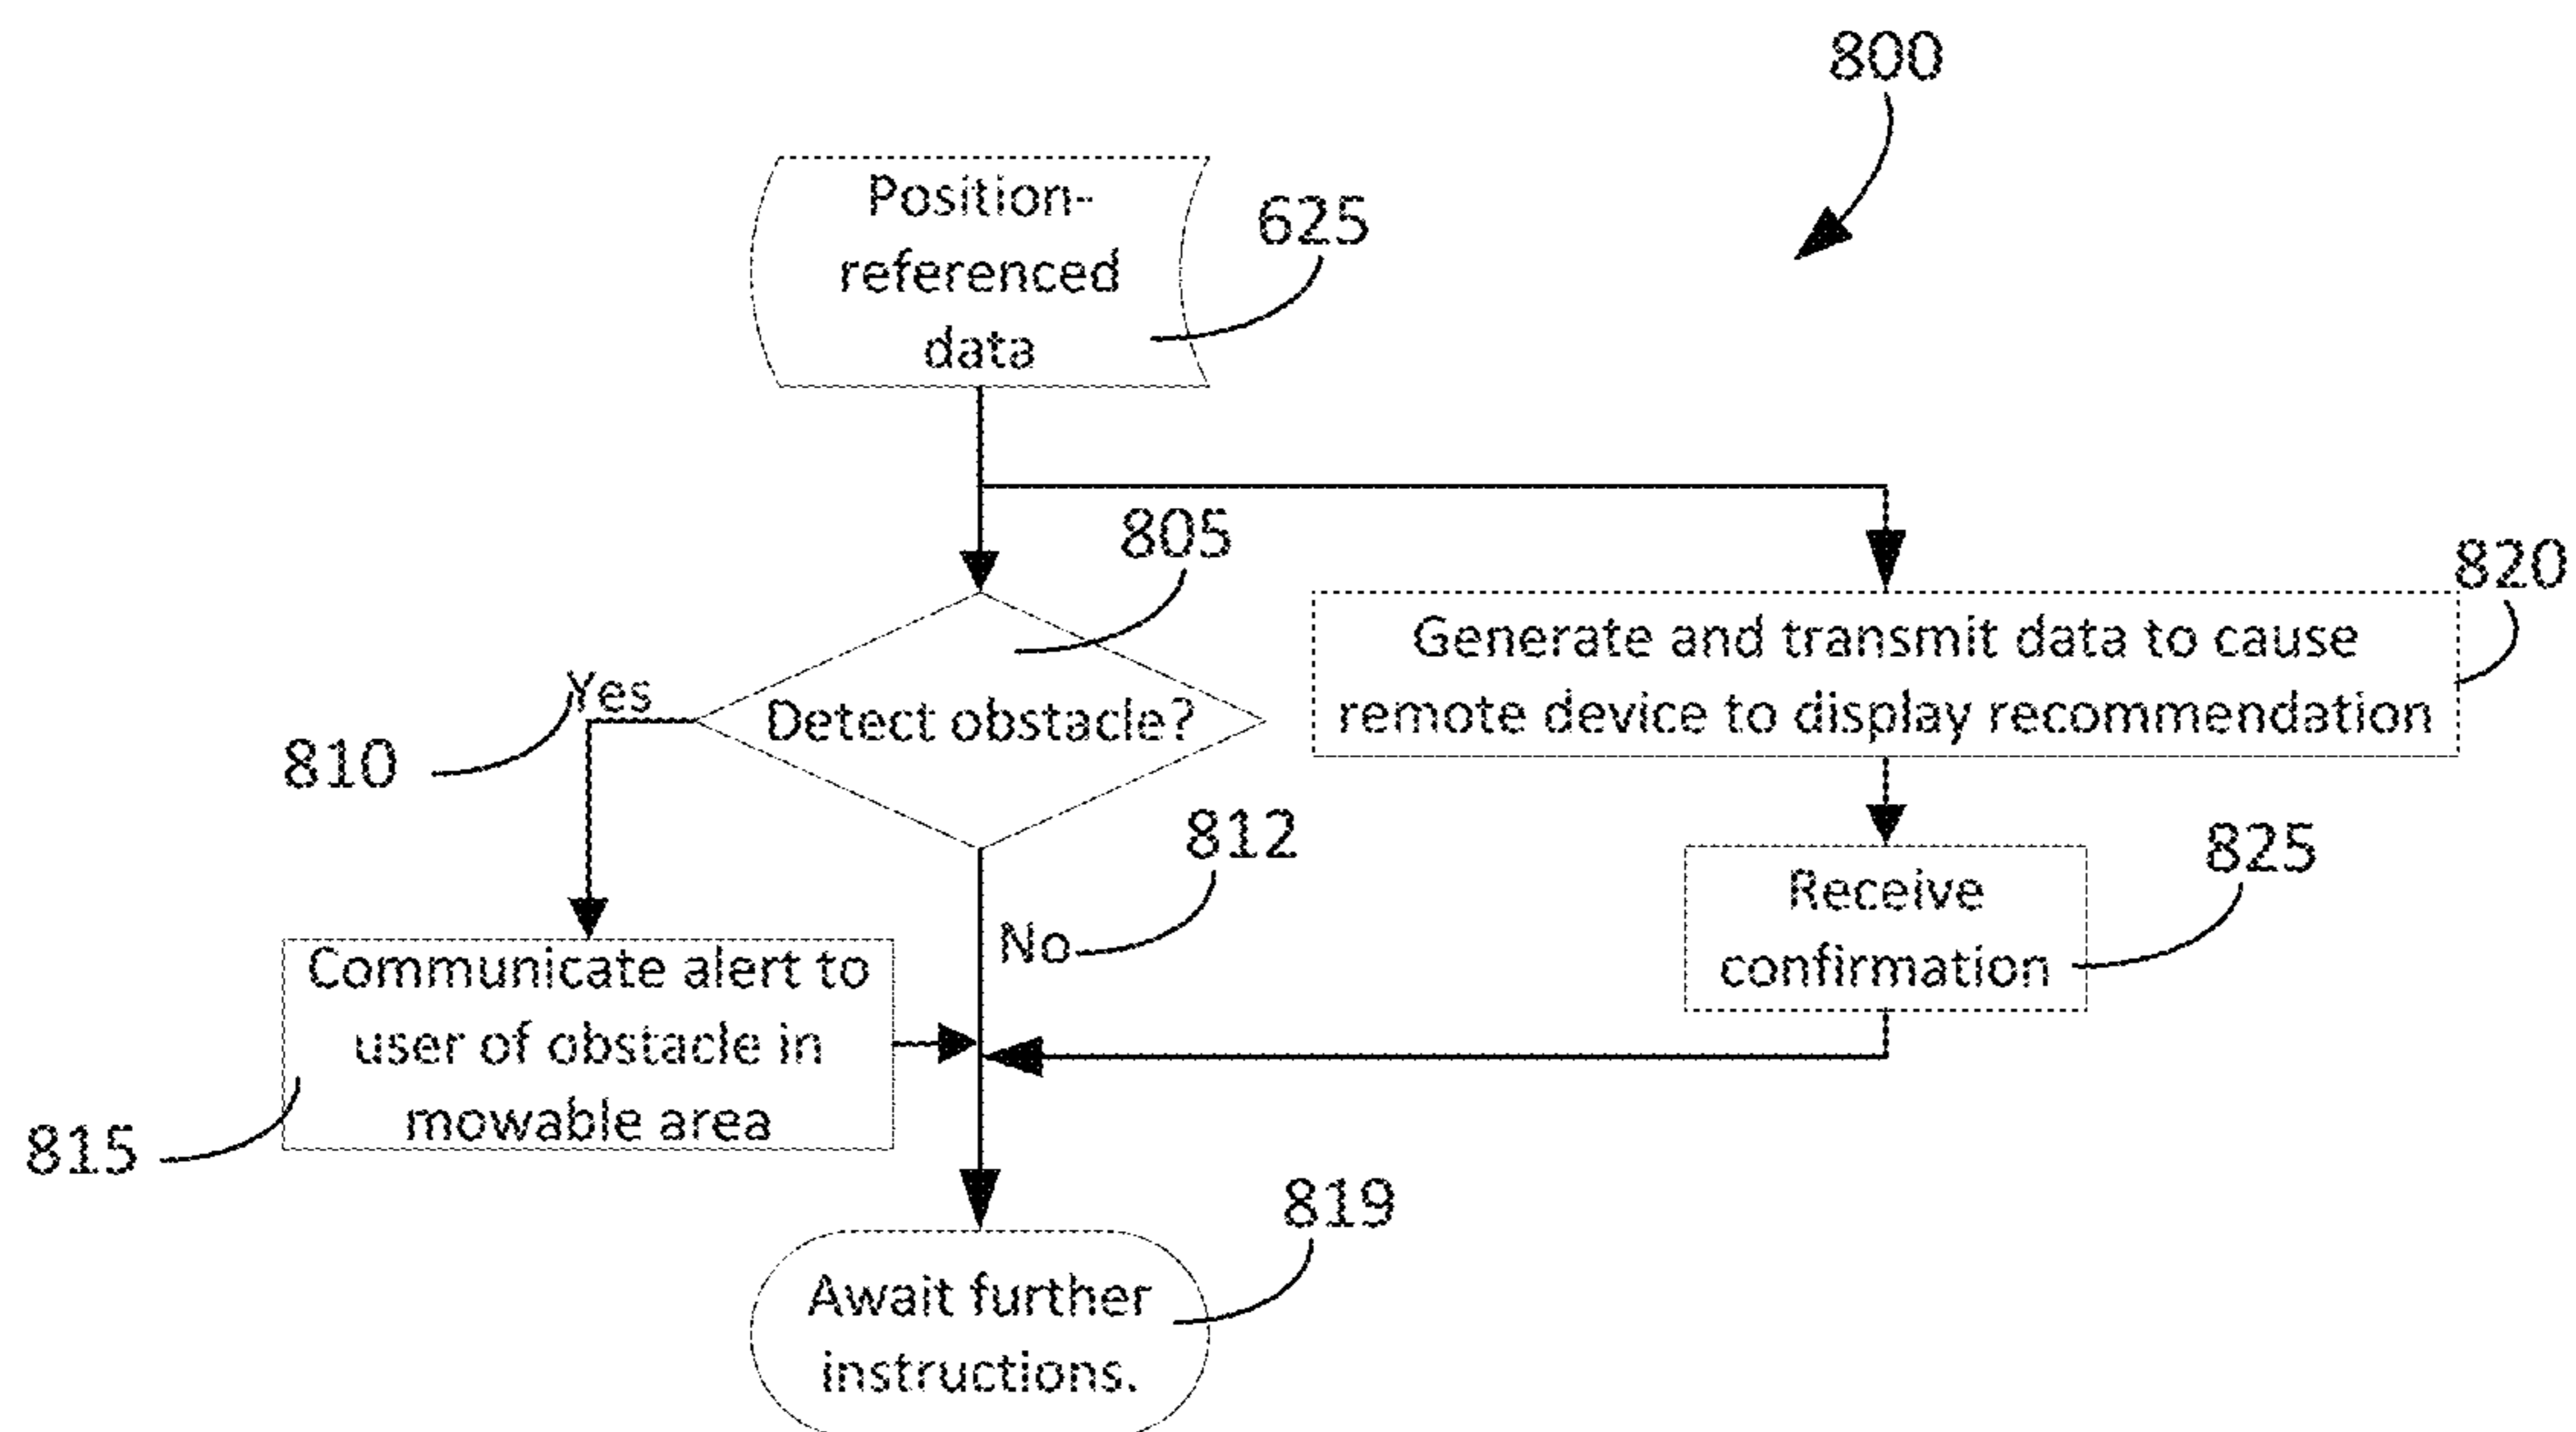 800
Position-
referenced
data
625
805
820
Generate and transmit data to cause
remote device to display recommendation
Yes
Detect obstacle?
810
812
825
Receive
confirmation
No
Communicate alert to
user of obstacle in
movable area
815
819
Await further
instructions.